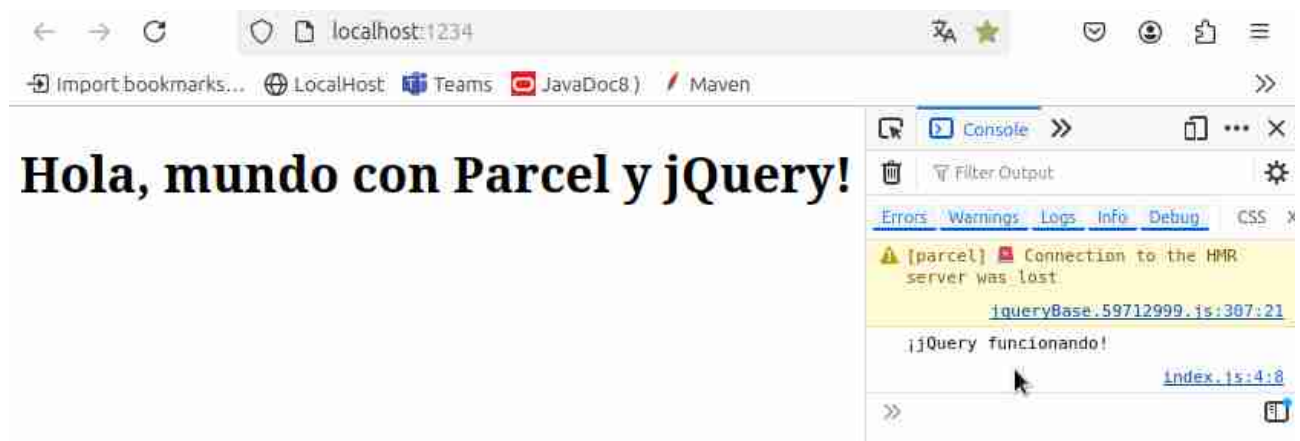 localhost:1234
Import bookmarks... LocalHost Teams JavaDoc8 ) Maven
Hola, mundo con Parcel y jQuery!
Console
Filter Output
Errors Warnings Logs Info Debug CSS X
[parcel] 🚨 Connection to the HMR
server was lost
jqueryBase.59712999.js:307:21
¡jQuery funcionando!
index.js:4:8